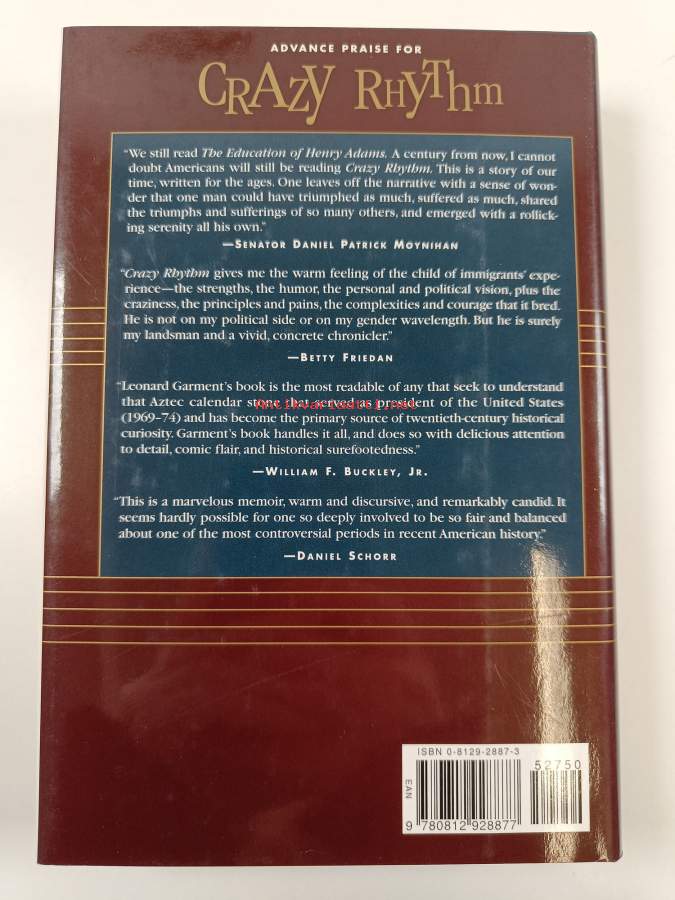 ADVANCE PRAISE FOR
CRAZY RHYTHM
"We still read The Education of Henry Adams. A century from now, I cannot
doubt Americans will still be reading Crazy Rhythm. This is a story of our
time, written for the ages. One leaves off the narrative with a sense of won-
der that one man could have triumphed as much, suffered as much, shared
the triumphs and sufferings of so many others, and emerged with a rollick-
ing serenity all his own."
—SENATOR DANIEL PATRICK MOYNIHAN
"Crazy Rhythm gives me the warm feeling of the child of immigrants' expe-
rience—the strengths, the humor, the personal and political vision, plus the
craziness, the principles and pains, the complexities and courage that it bred.
He is not on my political side or on my gender wavelength. But he is surely
my landsman and a vivid, concrete chronicler."
—BETTY FRIEDAN
"Leonard Garment's book is the most readable of any that seek to understand
that Aztec calendar stone that served as president of the United States
Antikvariaatti.net
(1969–74) and has become the primary source of twentieth-century historical
curiosity. Garment's book handles it all, and does so with delicious attention
to detail, comic flair, and historical surefootedness."
—WILLIAM F. BUCKLEY, JR.
"This is a marvelous memoir, warm and discursive, and remarkably candid. It
seems hardly possible for one so deeply involved to be so fair and balanced
about one of the most controversial periods in recent American history."
—DANIEL SCHORR
ISBN 0-8129-2887-3
52750
EAN
9 780812 928877